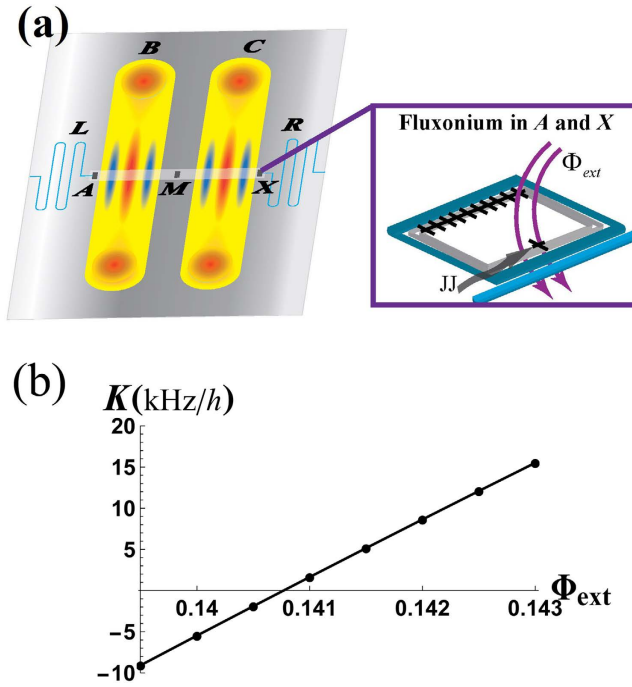 (a)
B C
L R
A M X
Fluxonium in A and X
Φext
JJ
(b)
K(kHz/h)
20
15
10
5
0.14 0.141 0.142 0.143
Φext
−5
−10